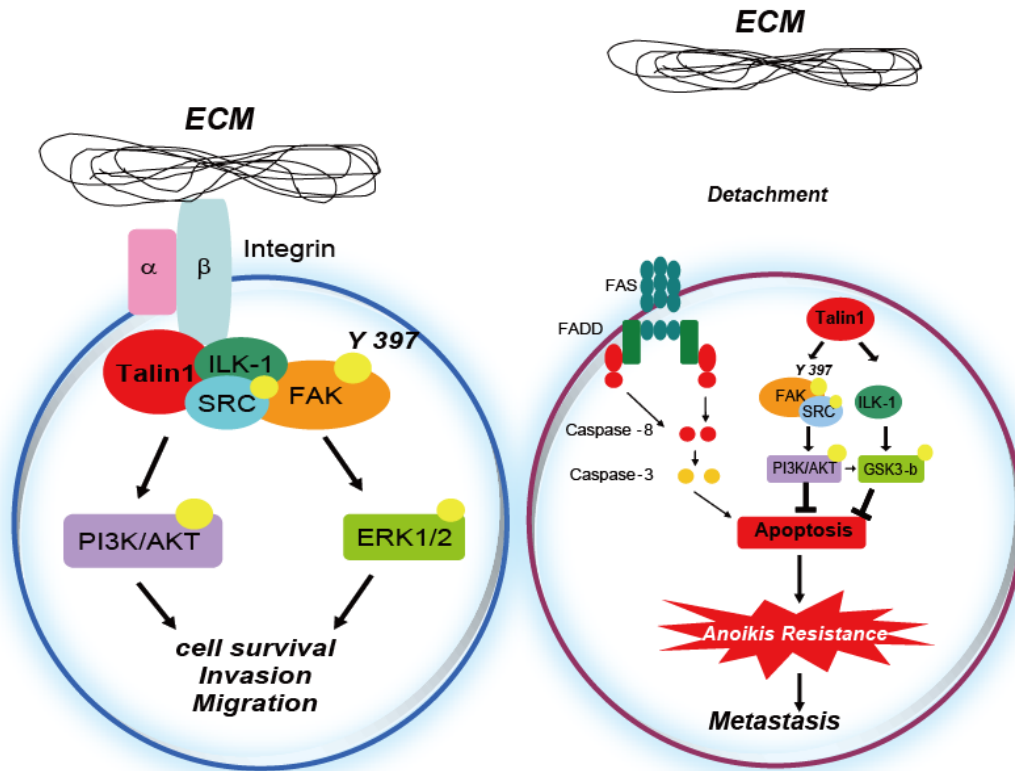 ECM
Integrin
α
β
Talin1
ILK-1
SRC
FAK
Y 397
PI3K/AKT
ERK1/2
cell survival
Invasion
Migration
ECM
Detachment
FAS
FADD
Talin1
Y 397
FAK
SRC
ILK-1
Caspase -8
Caspase-3
PI3K/AKT
GSK3-b
Apoptosis
Anoikis Resistance
Metastasis